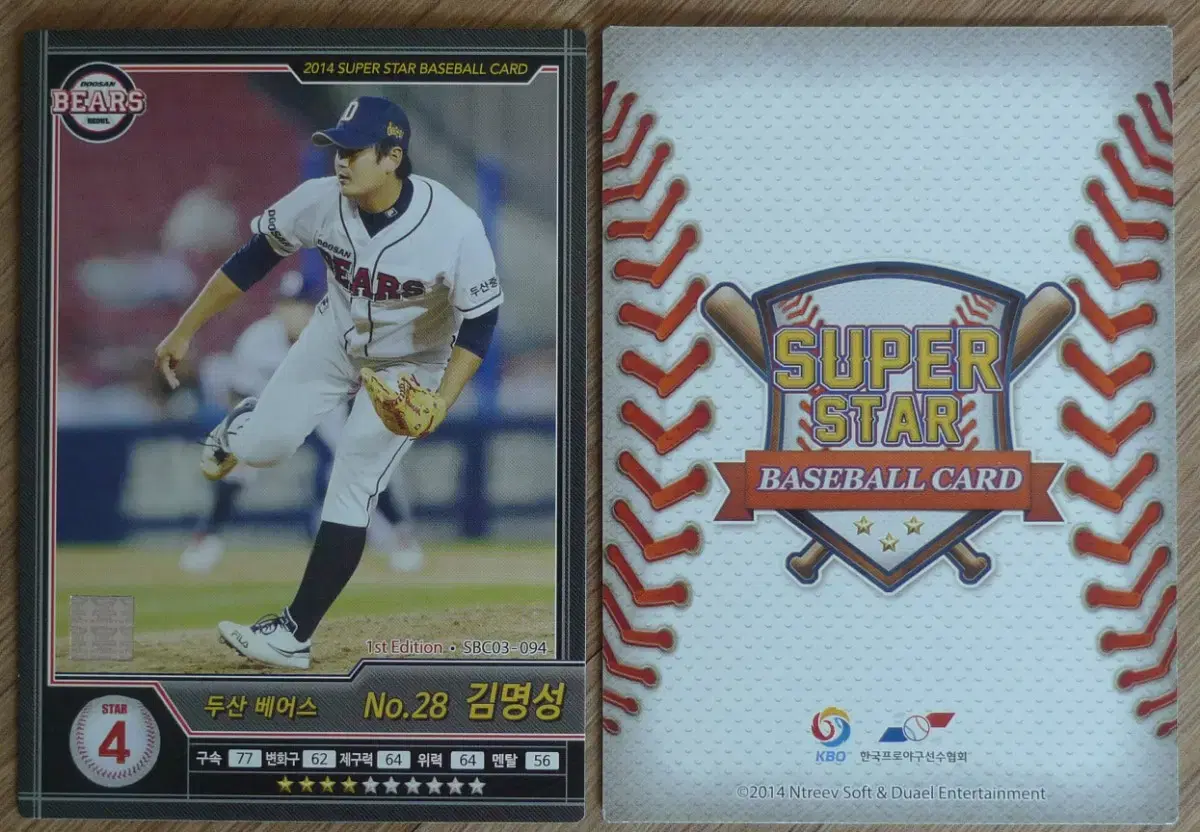 2014 SUPER STAR BASEBALL CARD
DOOSAN
BEARS
SEOUL
D
DOOSAN
DOOSAN
BEARS
FILA
1st Edition • SBC03-094
두산 베어스 No.28 김명성
STAR
4
구속 77 변화구 62 제구력 64 위력 64 멘탈 56
SUPER
STAR
BASEBALL CARD
KBO
한국프로야구선수협회
©2014 Ntreev Soft & Duael Entertainment